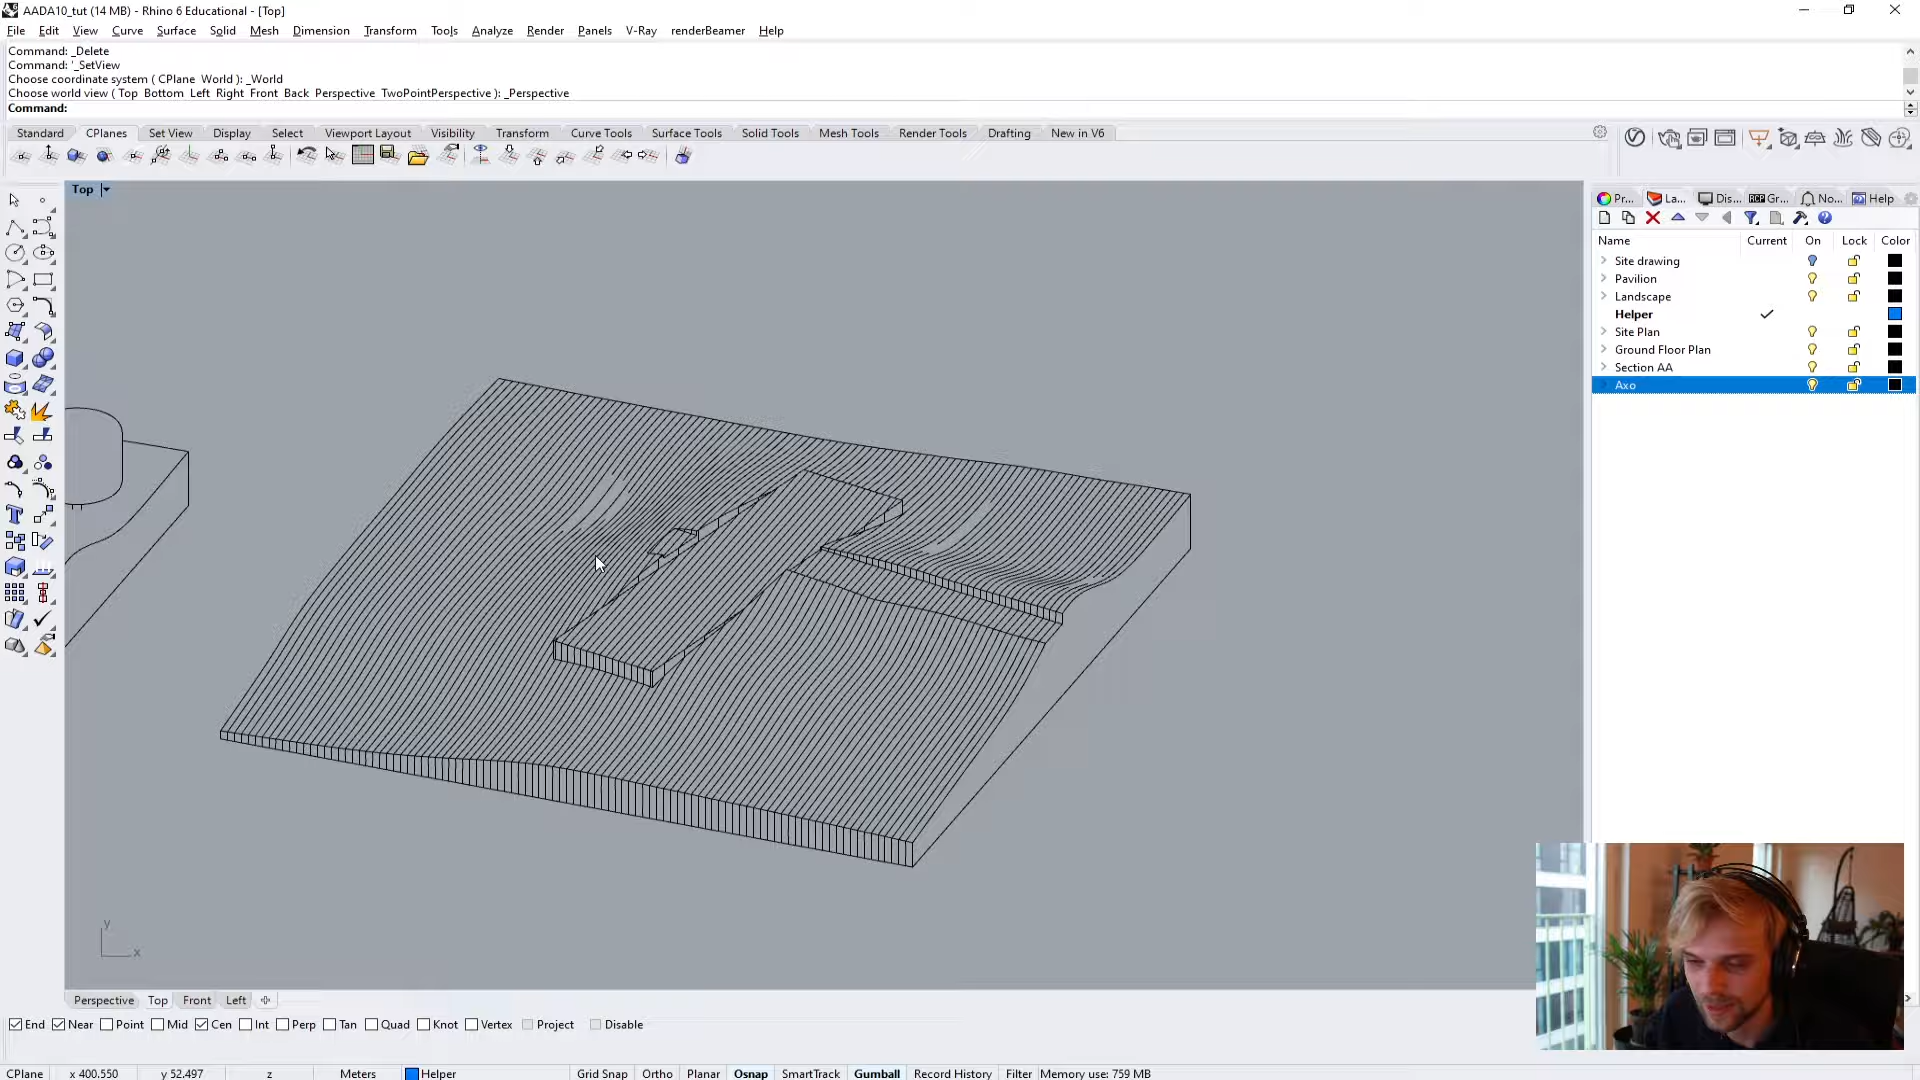 AADA10_tut (14 MB) - Rhino 6 Educational - [Top]
File Edit View Curve Surface Solid Mesh Dimension Transform Tools Analyze Render Panels V-Ray renderBeamer Help
Command: _Delete
Command: '_SetView
Choose coordinate system ( CPlane World ): _World
Choose world view ( Top Bottom Left Right Front Back Perspective TwoPointPerspective ): _Perspective
Command:
Standard CPlanes Set View Display Select Viewport Layout Visibility Transform Curve Tools Surface Tools Solid Tools Mesh Tools Render Tools Drafting New in V6
Top
Pr... La... Dis... Gr... No... Help
Name Current On Lock Color
Site drawing
Pavilion
Landscape
Helper
Site Plan
Ground Floor Plan
Section AA
Axo
y
x
Perspective Top Front Left
End Near Point Mid Cen Int Perp Tan Quad Knot Vertex Project Disable
CPlane x 400.550 y 52.497 z Meters Helper Grid Snap Ortho Planar Osnap SmartTrack Gumball Record History Filter Memory use: 759 MB